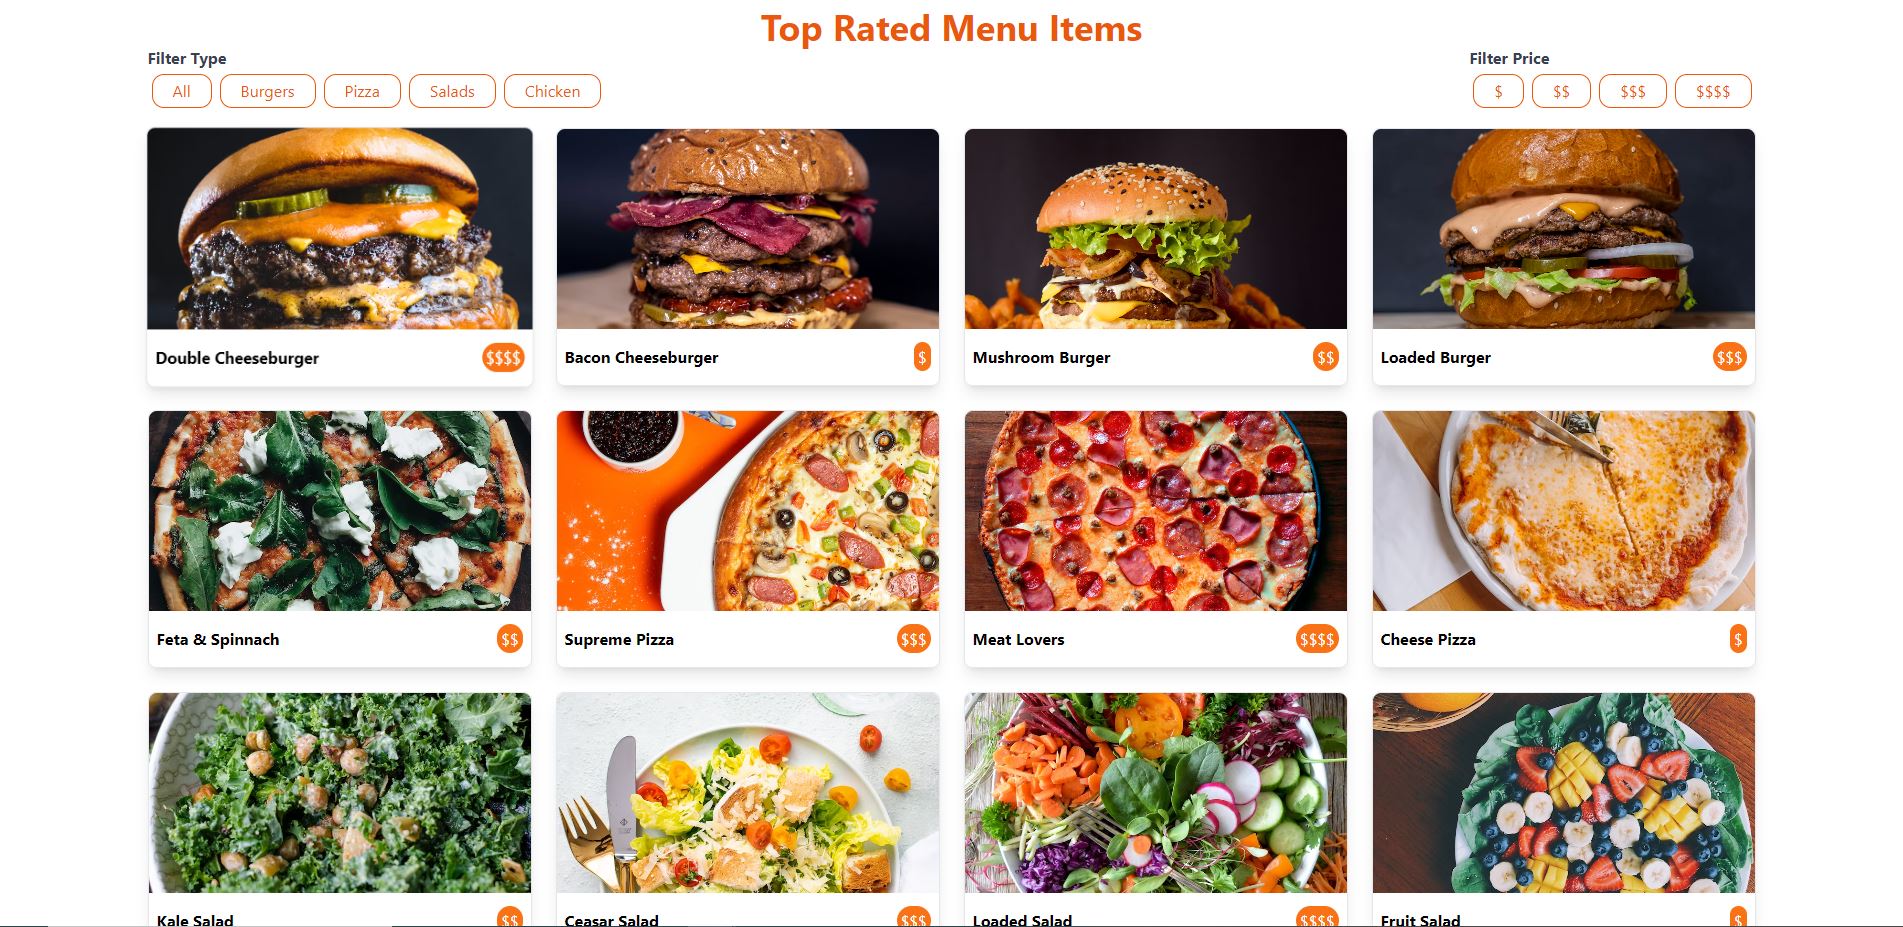 Top Rated Menu Items
Filter Type
Filter Price
All Burgers Pizza Salads Chicken
$ $$ $$$ $$$$
Double Cheeseburger $$$$
Bacon Cheeseburger $
Mushroom Burger $$
Loaded Burger $$$
Feta & Spinnach $$
Supreme Pizza $$$
Meat Lovers $$$$
Cheese Pizza $
Kale Salad $$
Ceasar Salad $$$
Loaded Salad $$$$
Fruit Salad $